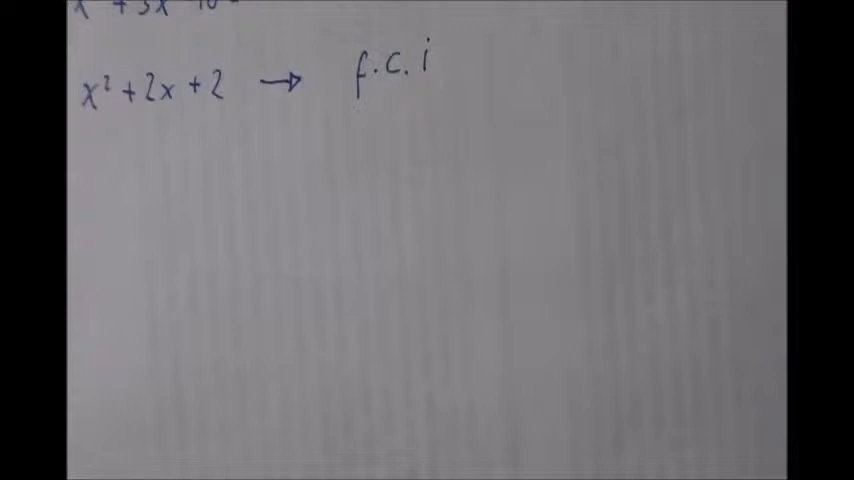 x² + 2x + 2 → f.c.i